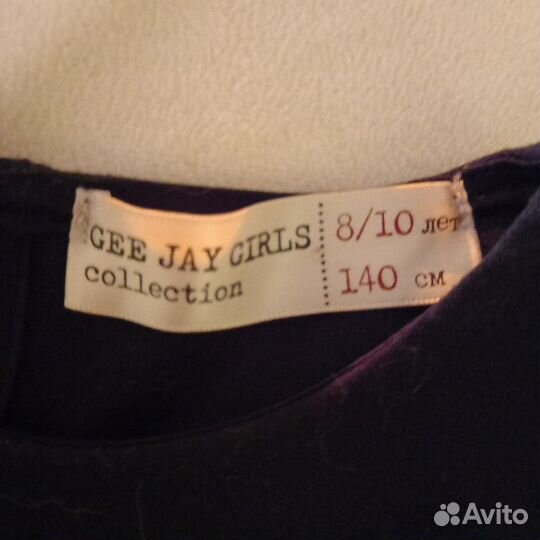 GEE JAY GIRLS
collection
8/10 лет
140 см
Avito